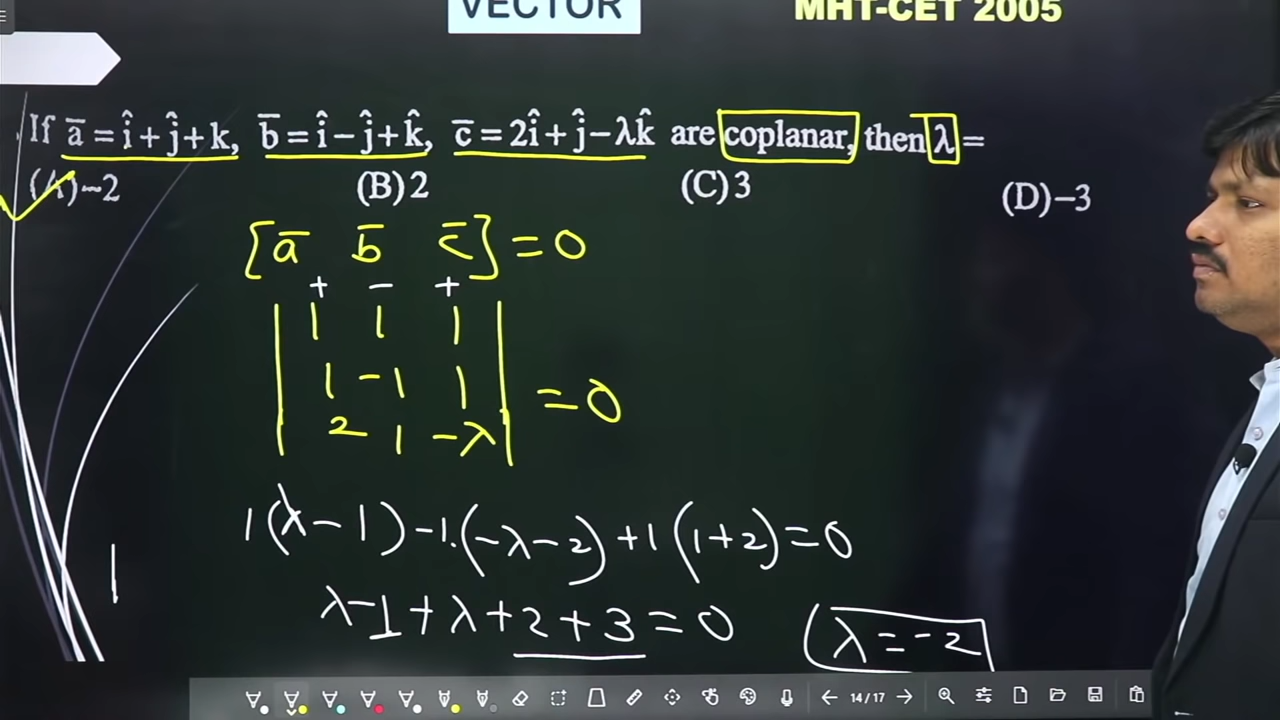 VECTOR
MHT-CET 2005
If a̅ = î + ĵ + k, b̅ = î − ĵ + k̂, c̅ = 2î + ĵ − λk̂ are coplanar, then λ =
(A) −2 (B) 2 (C) 3 (D) −3
[a̅ b̅ c̅] = 0
+ − +
| 1 1 1 |
| 1 −1 1 | = 0
| 2 1 −λ |
1(λ − 1) − 1.(−λ − 2) + 1(1 + 2) = 0
λ − 1 + λ + 2 + 3 = 0 λ = −2
14/17